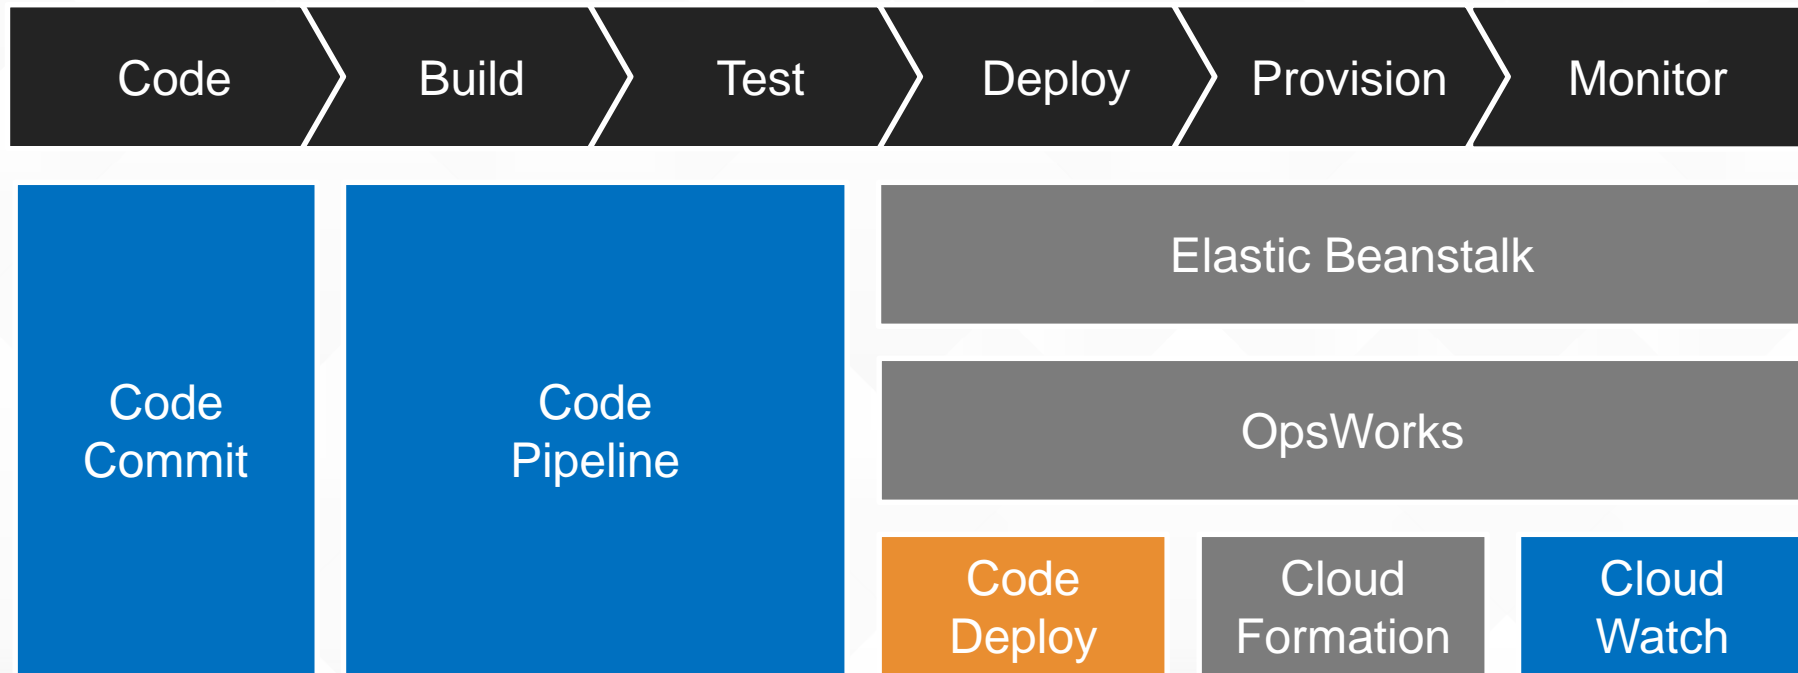 Code
Build
Test
Deploy
Provision
Monitor
Code
Commit
Code
Pipeline
Elastic Beanstalk
OpsWorks
Code
Deploy
Cloud
Formation
Cloud
Watch